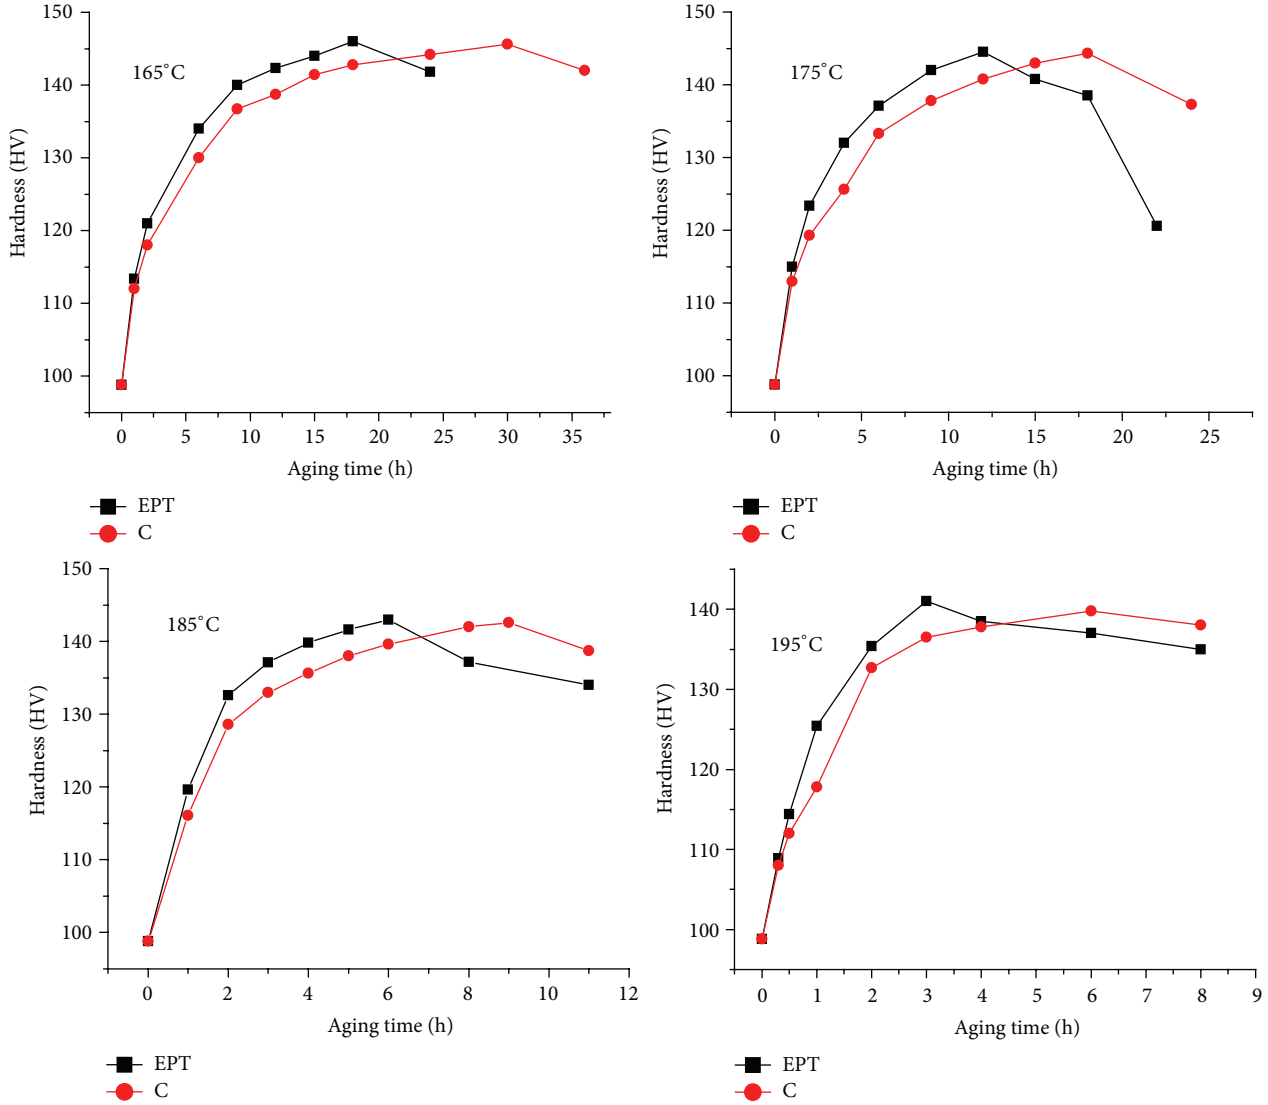 150
140
130
120
110
100
Hardness (HV)
165°C
0 5 10 15 20 25 30 35
Aging time (h)
EPT
C
150
140
130
120
110
100
Hardness (HV)
175°C
0 5 10 15 20 25
Aging time (h)
EPT
C
150
140
130
120
110
100
Hardness (HV)
185°C
0 2 4 6 8 10 12
Aging time (h)
EPT
C
140
130
120
110
100
Hardness (HV)
195°C
0 1 2 3 4 5 6 7 8 9
Aging time (h)
EPT
C